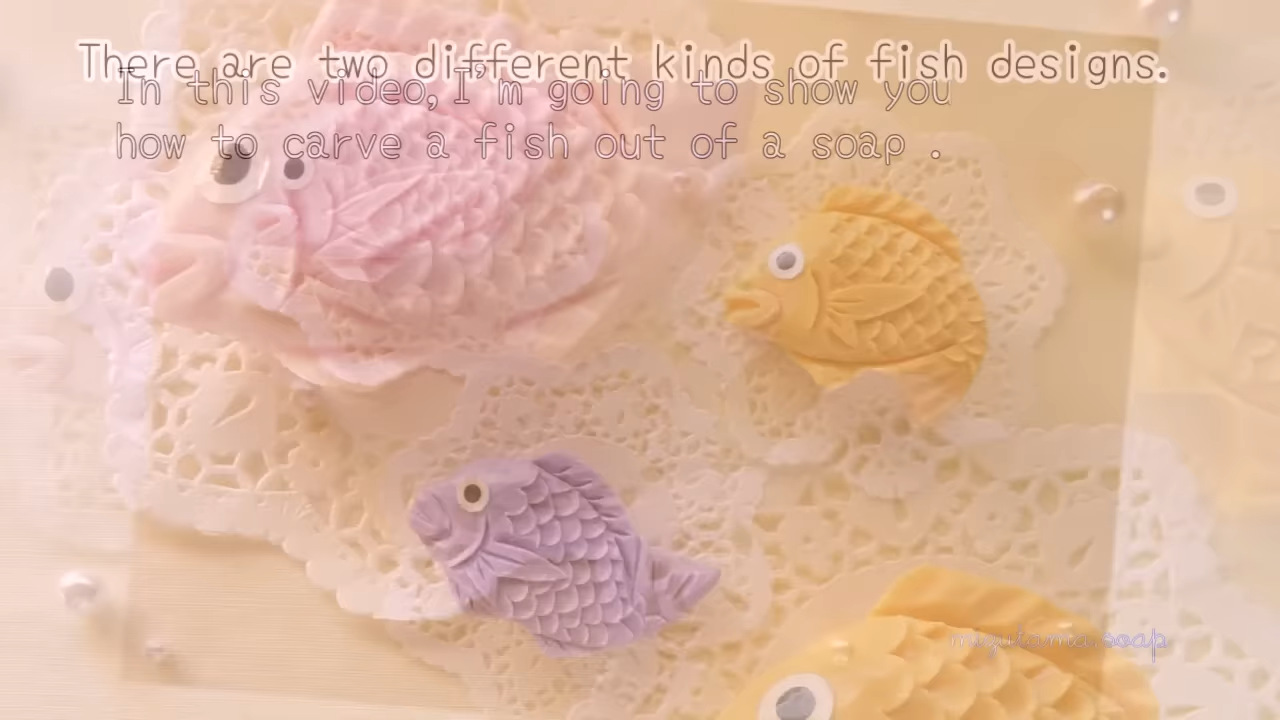 There are two different kinds of fish designs.
In this video, I'm going to show you
how to carve a fish out of a soap .
mizutama soap